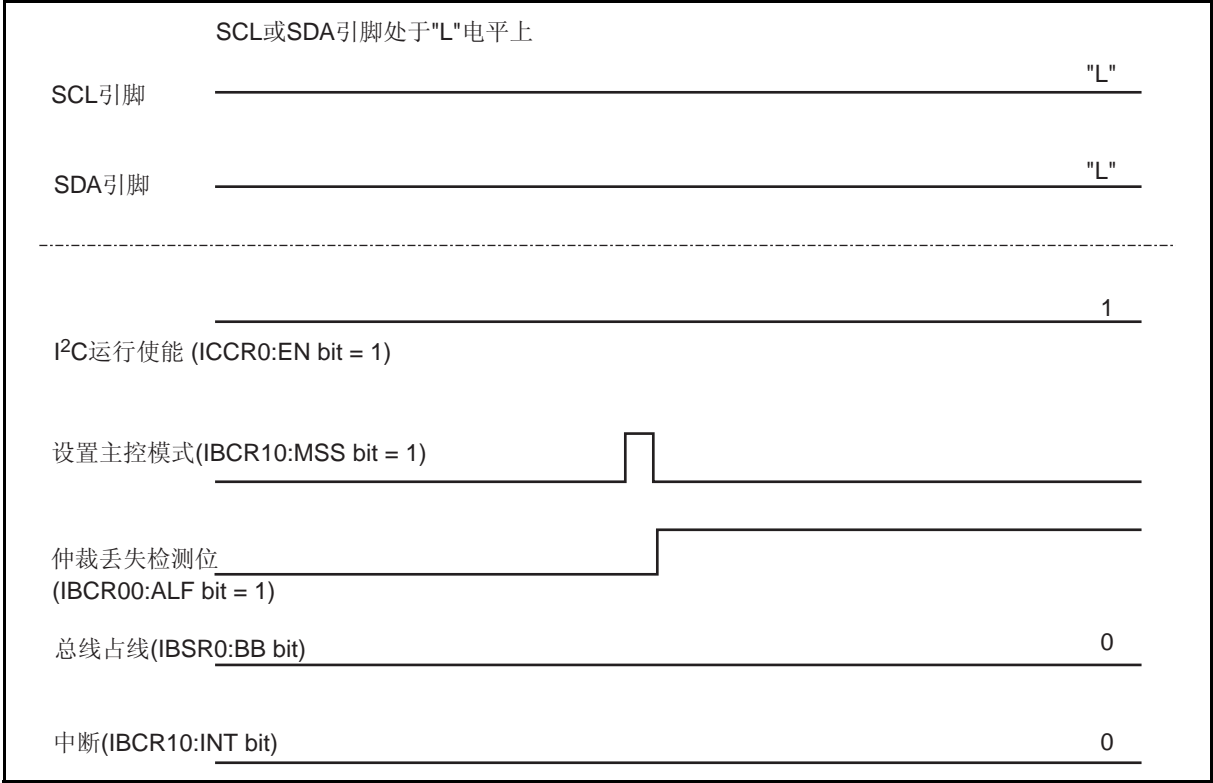 SCL或SDA引脚处于"L"电平上
"L"
SCL引脚
"L"
SDA引脚
1
I²C运行使能 (ICCR0:EN bit = 1)
设置主控模式(IBCR10:MSS bit = 1)
仲裁丢失检测位
(IBCR00:ALF bit = 1)
总线占线(IBSR0:BB bit)
0
中断(IBCR10:INT bit)
0